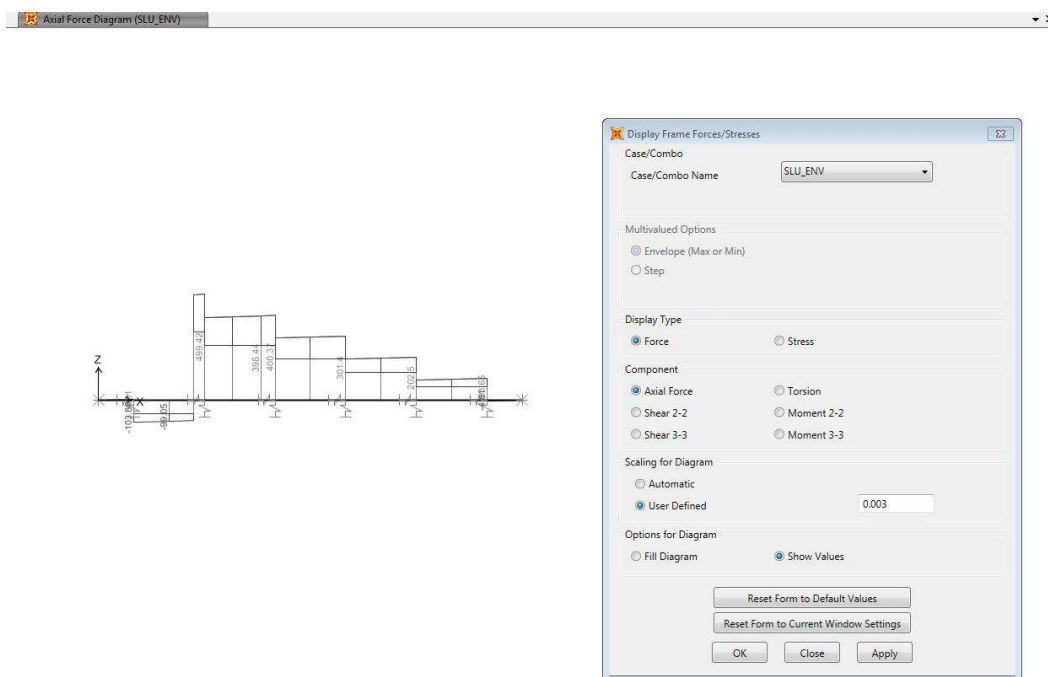 Axial Force Diagram (SLU_ENV)
Display Frame Forces/Stresses
Case/Combo
Case/Combo Name
SLU_ENV
Multivalued Options
Envelope (Max or Min)
Step
Display Type
Force
Stress
Component
Axial Force
Torsion
Shear 2-2
Moment 2-2
Shear 3-3
Moment 3-3
Scaling for Diagram
Automatic
User Defined
0.003
Options for Diagram
Fill Diagram
Show Values
Reset Form to Default Values
Reset Form to Current Window Settings
OK
Close
Apply
Z
X
-99.05
499.42
398.44
400.37
301.4
202.5